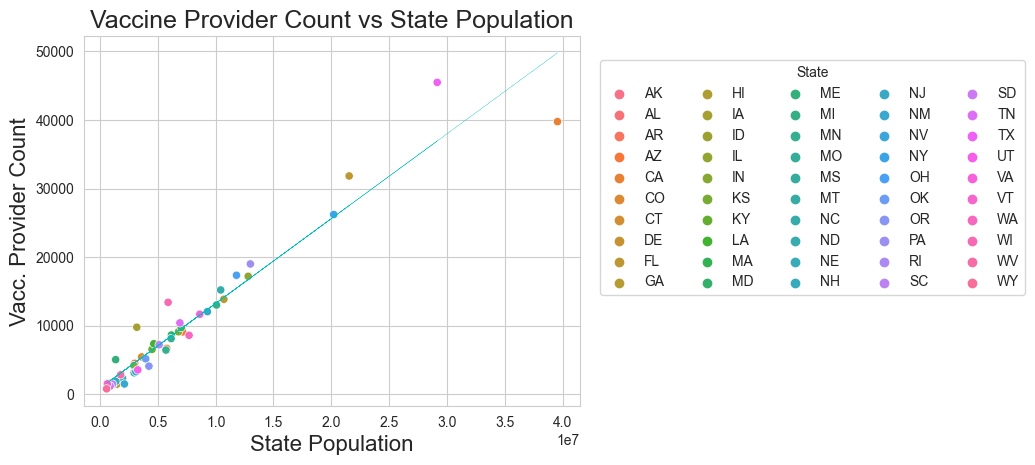 Vaccine Provider Count vs State Population
Vacc. Provider Count
50000
40000
30000
20000
10000
0
0.0 0.5 1.0 1.5 2.0 2.5 3.0 3.5 4.0
1e7
State Population
State
AK HI ME NJ SD
AL IA MI NM TN
AR ID MN NV TX
AZ IL MO NY UT
CA IN MS OH VA
CO KS MT OK VT
CT KY NC OR WA
DE LA ND PA WI
FL MA NE RI WV
GA MD NH SC WY